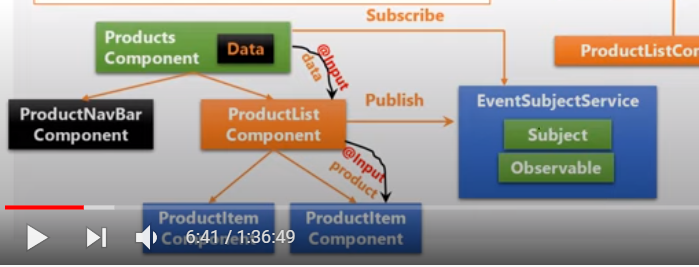 Subscribe
Products
Component
Data
@Input
data
ProductListCor
ProductNavBar
Component
ProductList
Component
Publish
EventSubjectService
Subject
Observable
@Input
product
ProductItem
Component
ProductItem
Component
6:41 / 1:36:49